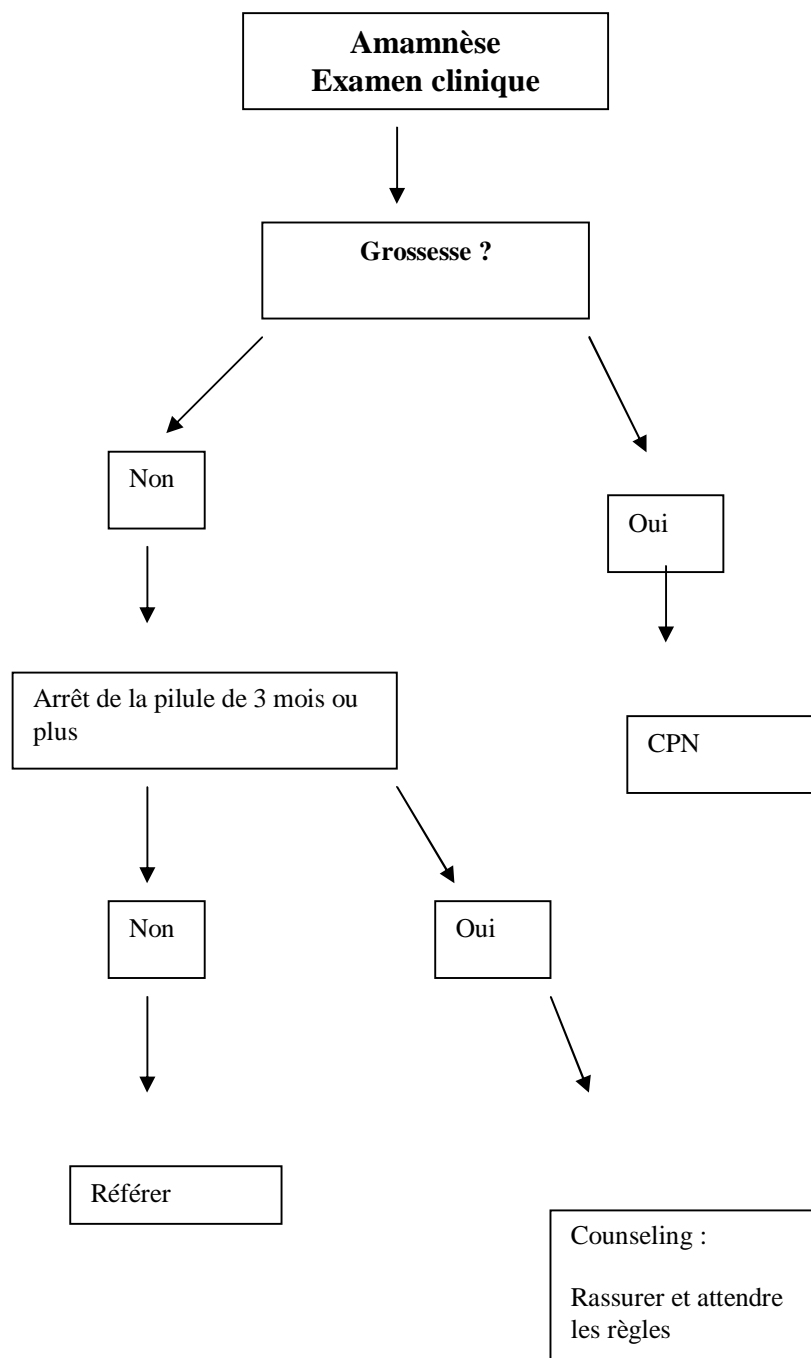 Amamnèse
Examen clinique
Grossesse ?
Non
Oui
Arrêt de la pilule de 3 mois ou
plus
CPN
Non
Oui
Référer
Counseling :
Rassurer et attendre
les règles